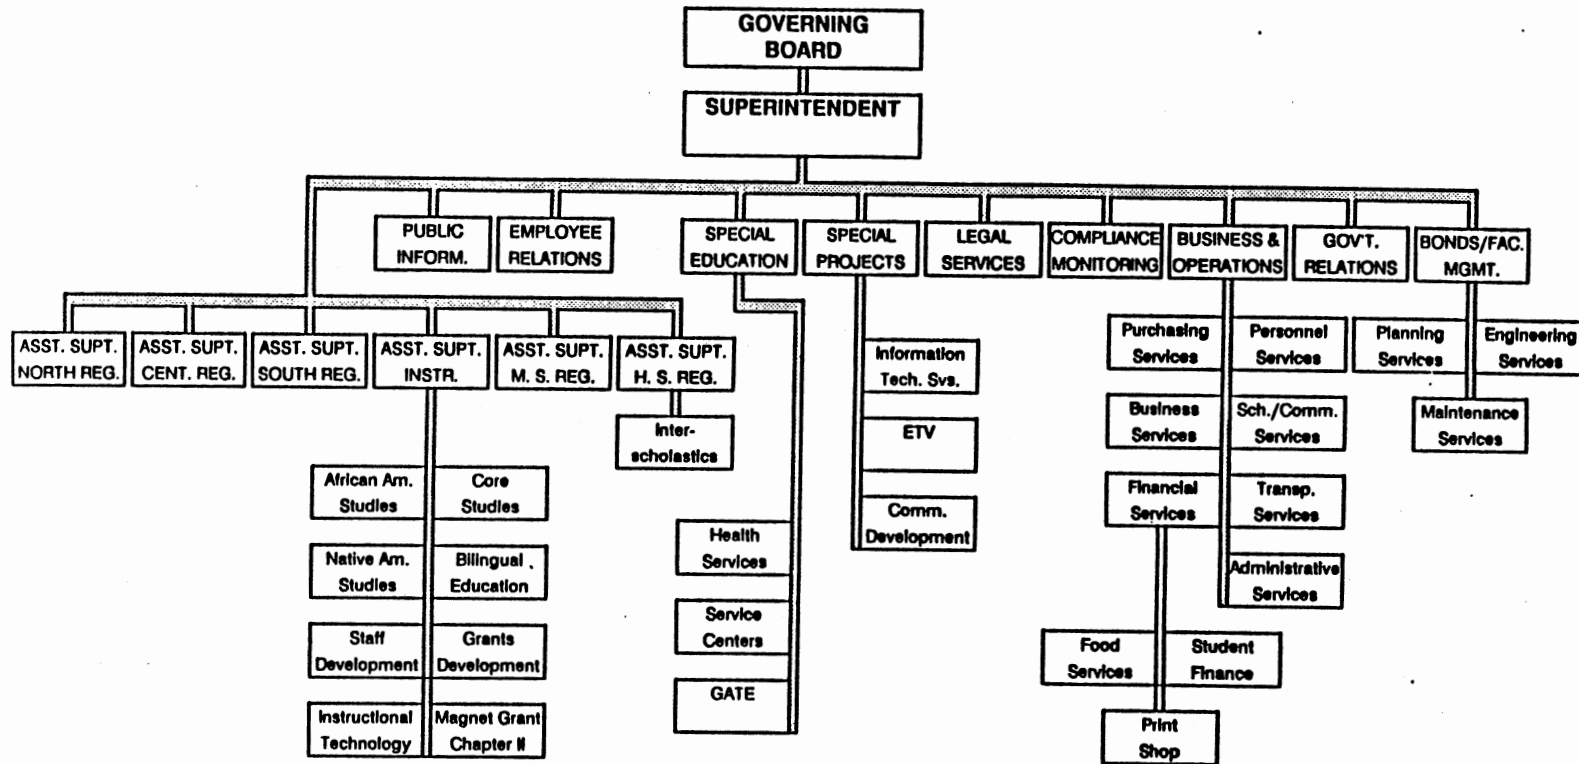 GOVERNING
BOARD
SUPERINTENDENT
PUBLIC
INFORM.
EMPLOYEE
RELATIONS
SPECIAL
EDUCATION
SPECIAL
PROJECTS
LEGAL
SERVICES
COMPLIANCE
MONITORING
BUSINESS &
OPERATIONS
GOV'T.
RELATIONS
BONDS/FAC.
MGMT.
ASST. SUPT.
NORTH REG.
ASST. SUPT.
CENT. REG.
ASST. SUPT.
SOUTH REG.
ASST. SUPT.
INSTR.
ASST. SUPT.
M. S. REG.
ASST. SUPT.
H. S. REG.
Inter-
scholastics
African Am.
Studies
Core
Studies
Native Am.
Studies
Bilingual
Education
Staff
Development
Grants
Development
Instructional
Technology
Magnet Grant
Chapter II
Health
Services
Service
Centers
GATE
Information
Tech. Svs.
ETV
Comm.
Development
Purchasing
Services
Personnel
Services
Business
Services
Sch./Comm.
Services
Financial
Services
Transp.
Services
Administrative
Services
Food
Services
Student
Finance
Print
Shop
Planning
Services
Engineering
Services
Maintenance
Services